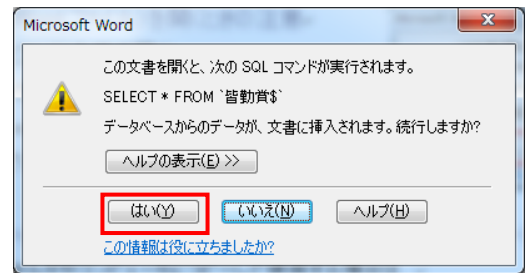 Microsoft Word
この文書を開くと、次の SQL コマンドが実行されます。
SELECT * FROM `皆勤賞$`
データベースからのデータが、文書に挿入されます。続行しますか?
ヘルプの表示(E) >>
はい(Y)
いいえ(N)
ヘルプ(H)
この情報は役に立ちましたか?